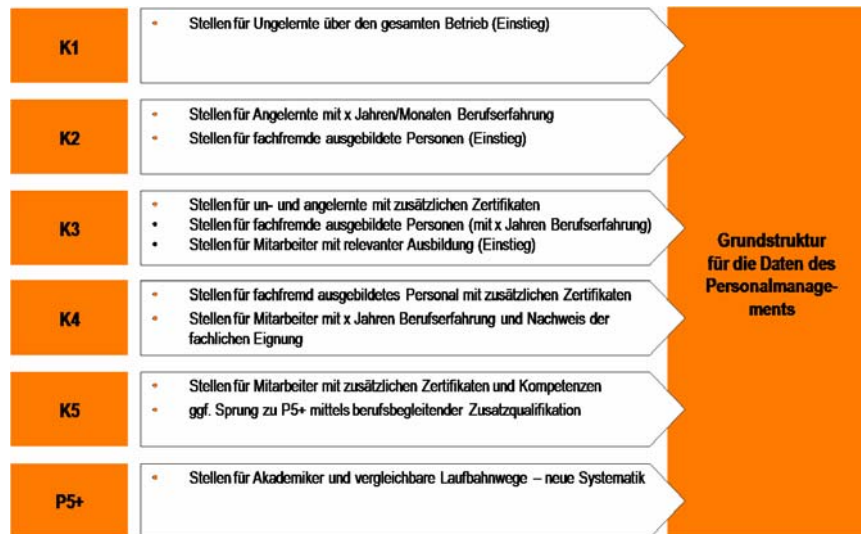 K1
• Stellen für Ungelernte über den gesamten Betrieb (Einstieg)
K2
• Stellen für Angelernte mit x Jahren/Monaten Berufserfahrung
• Stellen für fachfremde ausgebildete Personen (Einstieg)
K3
• Stellen für un- und angelernte mit zusätzlichen Zertifikaten
• Stellen für fachfremde ausgebildete Personen (mit x Jahren Berufserfahrung)
• Stellen für Mitarbeiter mit relevanter Ausbildung (Einstieg)
K4
• Stellen für fachfremd ausgebildetes Personal mit zusätzlichen Zertifikaten
• Stellen für Mitarbeiter mit x Jahren Berufserfahrung und Nachweis der
fachlichen Eignung
K5
• Stellen für Mitarbeiter mit zusätzlichen Zertifikaten und Kompetenzen
• ggf. Sprung zu P5+ mittels berufsbegleitender Zusatzqualifikation
P5+
• Stellen für Akademiker und vergleichbare Laufbahnwege – neue Systematik
Grundstruktur
für die Daten des
Personalmanage-
ments